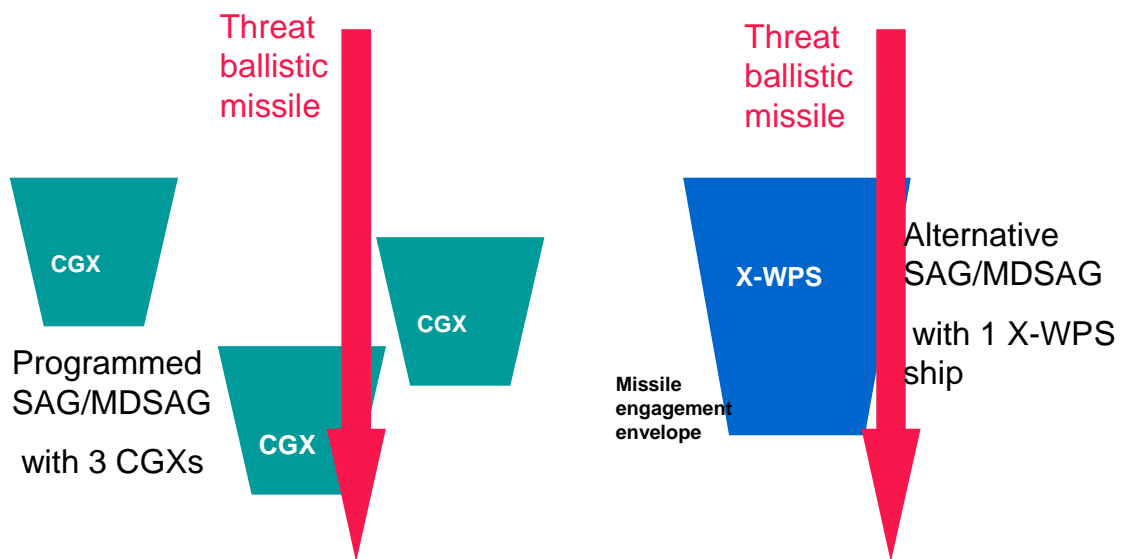 Threat
ballistic
missile
CGX
CGX
CGX
Programmed
SAG/MDSAG
with 3 CGXs
Threat
ballistic
missile
X-WPS
Alternative
SAG/MDSAG
with 1 X-WPS
ship
Missile
engagement
envelope